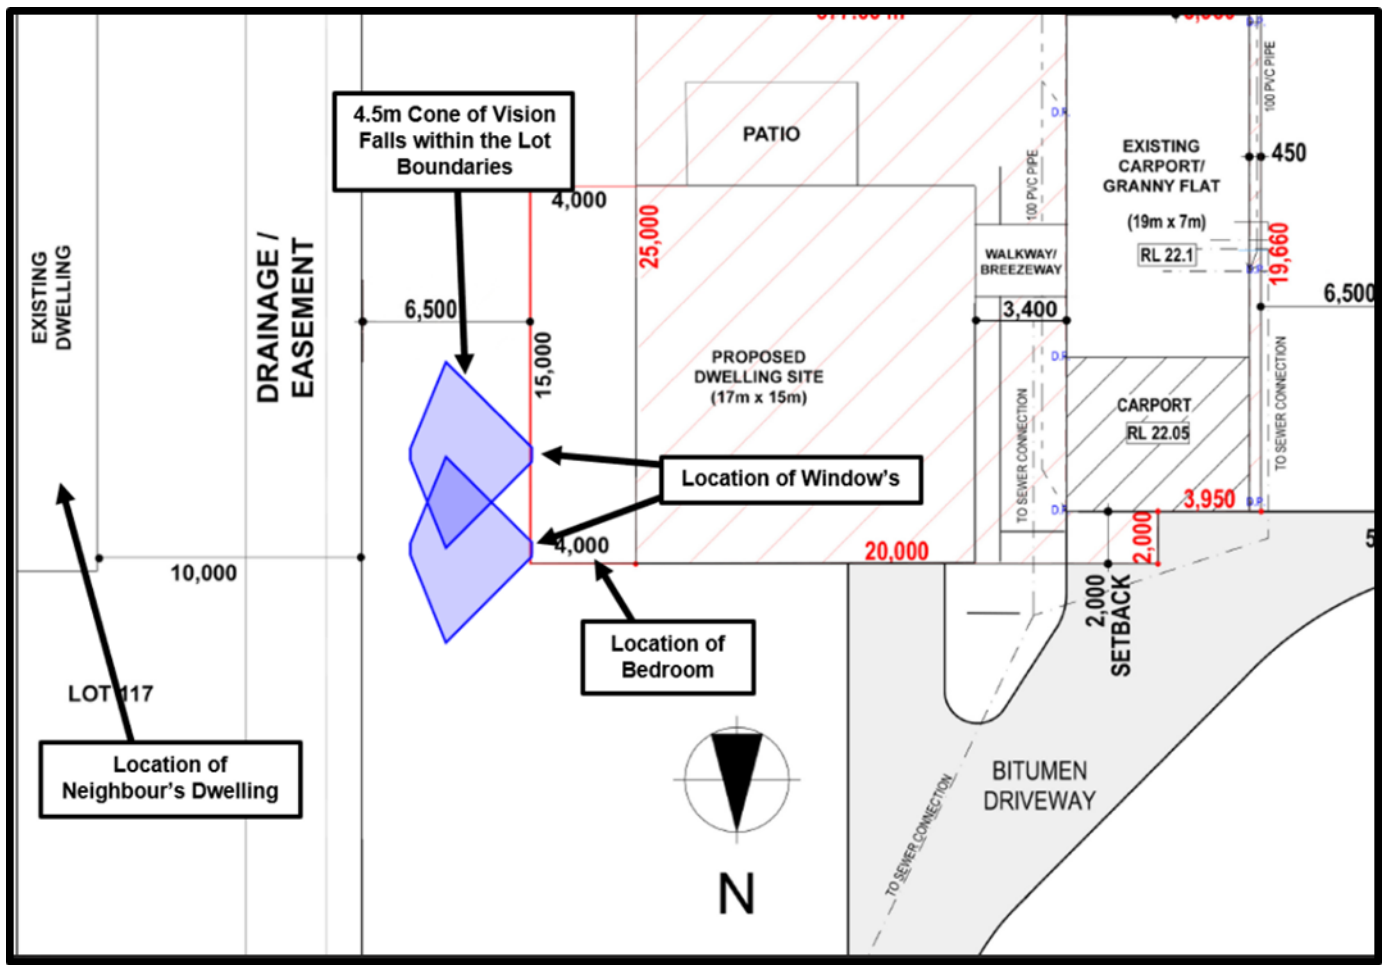 4.5m Cone of Vision
Falls within the Lot
Boundaries
PATIO
EXISTING
CARPORT/
GRANNY FLAT
(19m x 7m)
RL 22.1
100 PVC PIPE
100 PVC PIPE
450
4,000
25,000
WALKWAY/
BREEZEWAY
19,660
6,500
3,400
EXISTING
DWELLING
DRAINAGE /
EASEMENT
6,500
15,000
PROPOSED
DWELLING SITE
(17m x 15m)
CARPORT
RL 22.05
TO SEWER CONNECTION
TO SEWER CONNECTION
Location of Window's
3,950
4,000
20,000
2,000
2,000
SETBACK
10,000
Location of
Bedroom
LOT 117
Location of
Neighbour's Dwelling
N
BITUMEN
DRIVEWAY
TO SEWER CONNECTION